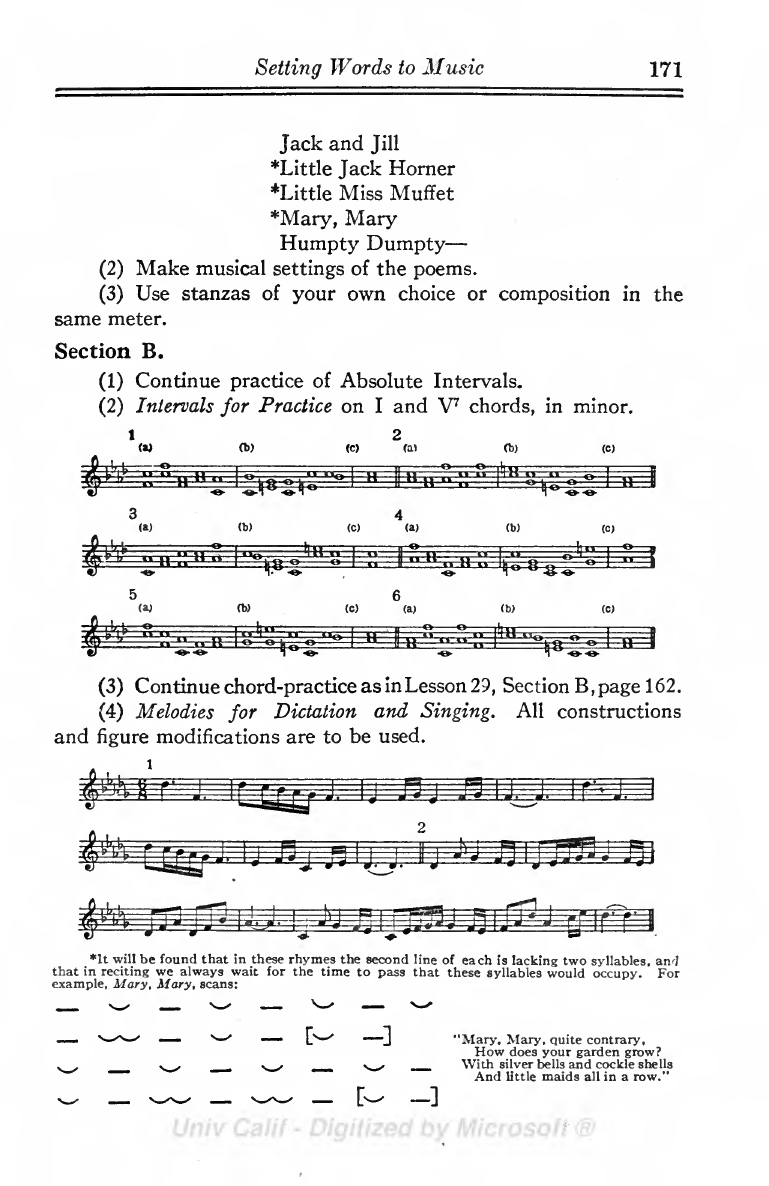 Setting Words to Music 171
Jack and Jill
*Little Jack Horner
*Little Miss Muffet
*Mary, Mary
Humpty Dumpty—
(2) Make musical settings of the poems.
(3) Use stanzas of your own choice or composition in the
same meter.
Section B.
(1) Continue practice of Absolute Intervals.
(2) Intervals for Practice on I and V⁷ chords, in minor.
1 2
(a) (b) (c) (a) (b) (c)
3 4
(a) (b) (c) (a) (b) (c)
5 6
(a) (b) (c) (a) (b) (c)
(3) Continue chord-practice as in Lesson 29, Section B, page 162.
(4) Melodies for Dictation and Singing. All constructions
and figure modifications are to be used.
1
6
8
2
*It will be found that in these rhymes the second line of each is lacking two syllables, and
that in reciting we always wait for the time to pass that these syllables would occupy. For
example, Mary, Mary, scans:
"Mary, Mary, quite contrary,
How does your garden grow?
With silver bells and cockle shells
And little maids all in a row."
Univ Calif - Digitized by Microsoft ®